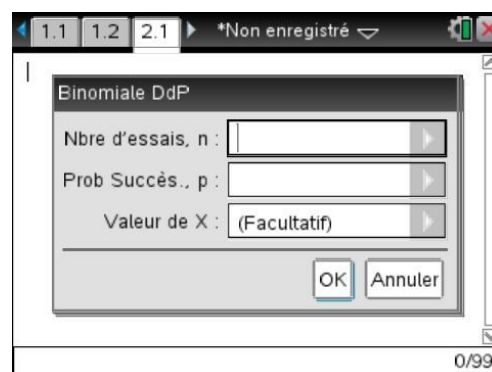 1.1 1.2 2.1 *Non enregistré
Binomiale DdP
Nbre d'essais, n :
Prob Succès., p :
Valeur de X : (Facultatif)
OK Annuler
0/99